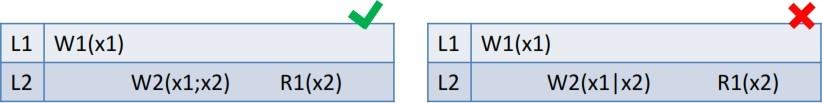 L1 W1(x1)
L2 W2(x1;x2) R1(x2)
L1 W1(x1)
L2 W2(x1|x2) R1(x2)